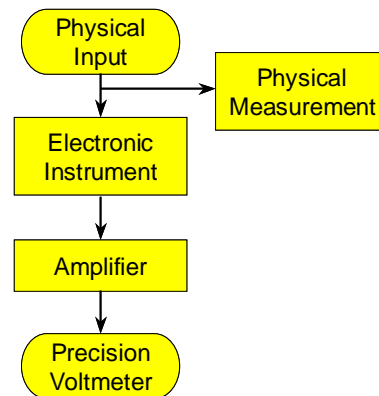 Physical
Input
Physical
Measurement
Electronic
Instrument
Amplifier
Precision
Voltmeter